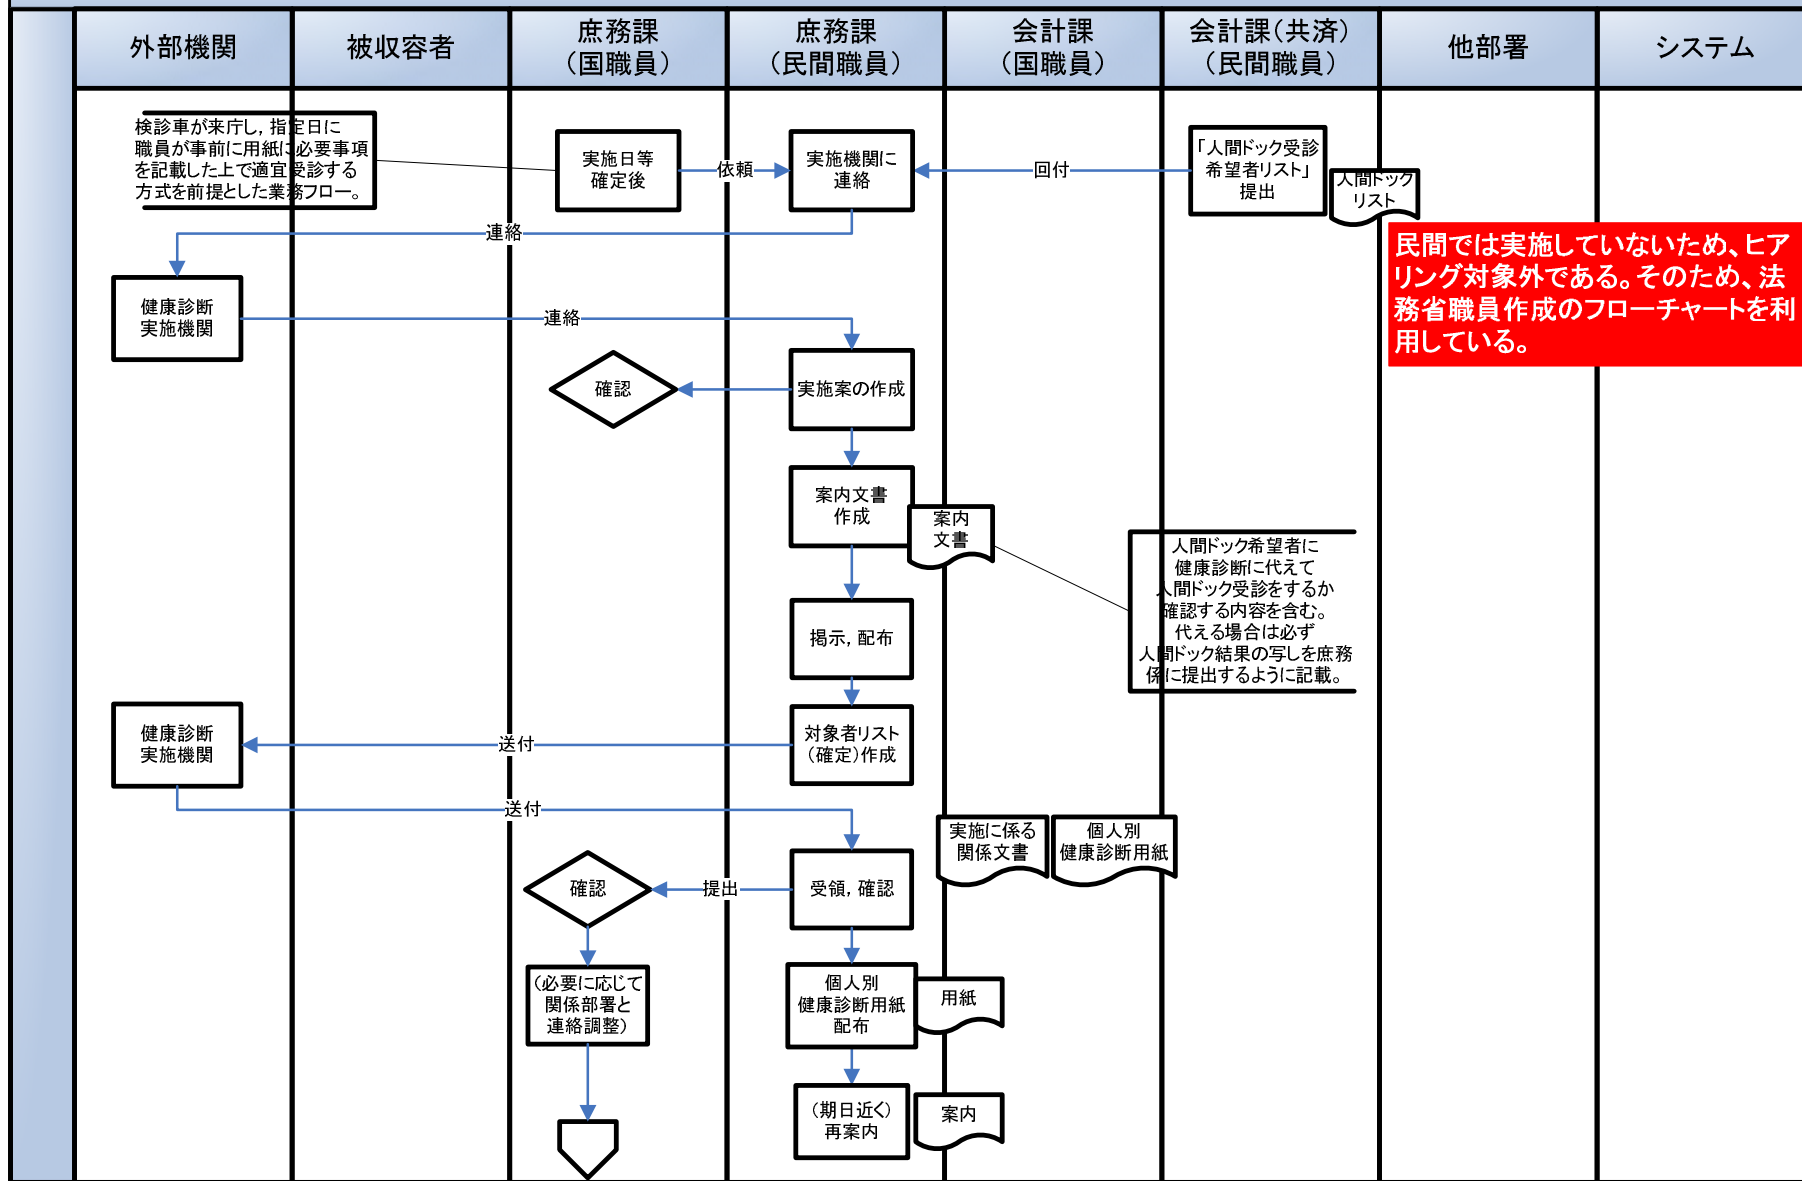 外部機関
被収容者
庶務課
（国職員）
庶務課
（民間職員）
会計課
（国職員）
会計課（共済）
（民間職員）
他部署
システム
検診車が来庁し，指定日に
職員が事前に用紙に必要事項
を記載した上で適宜受診する
方式を前提とした業務フロー。
実施日等
確定後
依頼
実施機関に
連絡
回付
「人間ドック受診
希望者リスト」
提出
人間ドック
リスト
民間では実施していないため、ヒア
リング対象外である。そのため、法
務省職員作成のフローチャートを利
用している。
連絡
健康診断
実施機関
連絡
確認
実施案の作成
案内文書
作成
案内
文書
人間ドック希望者に
健康診断に代えて
人間ドック受診をするか
確認する内容を含む。
代える場合は必ず
人間ドック結果の写しを庶務
係に提出するように記載。
掲示，配布
健康診断
実施機関
送付
対象者リスト
（確定）作成
送付
実施に係る
関係文書
個人別
健康診断用紙
確認
提出
受領，確認
（必要に応じて
関係部署と
連絡調整）
個人別
健康診断用紙
配布
用紙
（期日近く）
再案内
案内